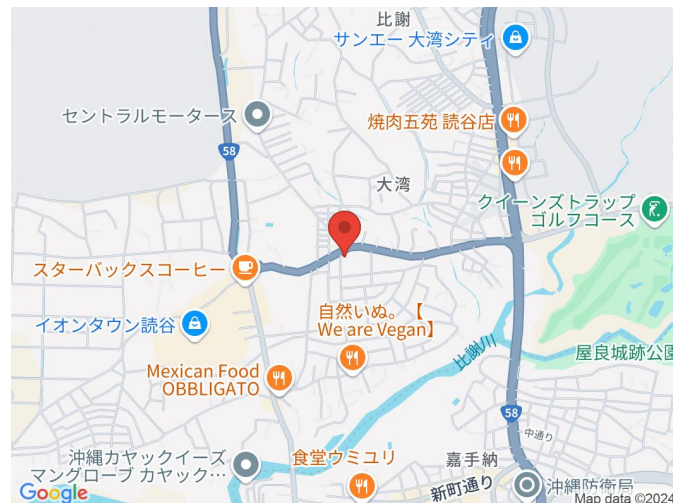 比謝
サンエー 大湾シティ
セントラルモータース
焼肉五苑 読谷店
58
大湾
クイーンズトラップ
ゴルフコース
スターバックスコーヒー
自然いぬ。【
We are Vegan】
イオンタウン読谷
比謝川
屋良城跡公園
Mexican Food
OBBLIGATO
58
中通り
沖縄カヤックイーズ
マングローブ カヤック…
食堂ウミユリ
嘉手納
新町通り
沖縄防衛局
Google
Map data ©2024